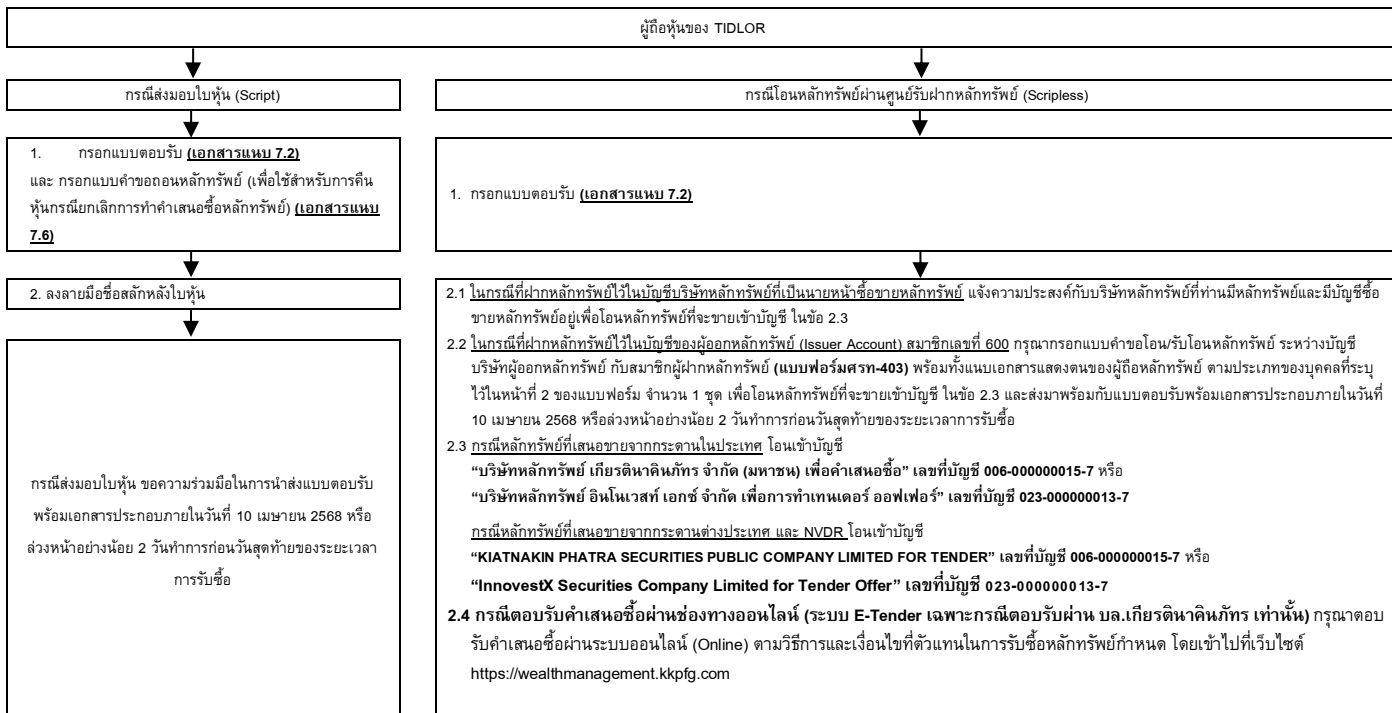 ผู้ถือหุ้นของ TIDLOR
กรณีส่งมอบใบหุ้น (Script)
1. กรอกแบบตอบรับ (เอกสารแนบ 7.2)
และ กรอกแบบคำขอถอนหลักทรัพย์ (เพื่อใช้สำหรับการคืน
หุ้นกรณียกเลิกการทำคำเสนอซื้อหลักทรัพย์) (เอกสารแนบ
7.6)
2. ลงลายมือชื่อสลักหลังใบหุ้น
กรณีส่งมอบใบหุ้น ขอความร่วมมือในการนำส่งแบบตอบรับ
พร้อมเอกสารประกอบภายในวันที่ 10 เมษายน 2568 หรือ
ล่วงหน้าอย่างน้อย 2 วันทำการก่อนวันสุดท้ายของระยะเวลา
การรับซื้อ
กรณีโอนหลักทรัพย์ผ่านศูนย์รับฝากหลักทรัพย์ (Scripless)
1. กรอกแบบตอบรับ (เอกสารแนบ 7.2)
2.1 ในกรณีที่ฝากหลักทรัพย์ไว้ในบัญชีบริษัทหลักทรัพย์ที่เป็นนายหน้าซื้อขายหลักทรัพย์ แจ้งความประสงค์กับบริษัทหลักทรัพย์ที่ท่านมีหลักทรัพย์และมีบัญชีซื้อ
ขายหลักทรัพย์อยู่เพื่อโอนหลักทรัพย์ที่จะขายเข้าบัญชี ในข้อ 2.3
2.2 ในกรณีที่ฝากหลักทรัพย์ไว้ในบัญชีของผู้ออกหลักทรัพย์ (Issuer Account) สมาชิกเลขที่ 600 กรุณากรอกแบบคำขอโอน/รับโอนหลักทรัพย์ ระหว่างบัญชี
บริษัทผู้ออกหลักทรัพย์ กับสมาชิกผู้ฝากหลักทรัพย์ (แบบฟอร์มศรท-403) พร้อมทั้งแนบเอกสารแสดงตนของผู้ถือหลักทรัพย์ ตามประเภทของบุคคลที่ระบุ
ไว้ในหน้าที่ 2 ของแบบฟอร์ม จำนวน 1 ชุด เพื่อโอนหลักทรัพย์ที่จะขายเข้าบัญชี ในข้อ 2.3 และส่งมาพร้อมกับแบบตอบรับพร้อมเอกสารประกอบภายในวันที่
10 เมษายน 2568 หรือล่วงหน้าอย่างน้อย 2 วันทำการก่อนวันสุดท้ายของระยะเวลาการรับซื้อ
2.3 กรณีหลักทรัพย์ที่เสนอขายจากกระดานในประเทศ โอนเข้าบัญชี
“บริษัทหลักทรัพย์ เกียรตินาคินภัทร จำกัด (มหาชน) เพื่อคำเสนอซื้อ” เลขที่บัญชี 006-000000015-7 หรือ
“บริษัทหลักทรัพย์ อินโนเวสท์ เอกซ์ จำกัด เพื่อการทำเทนเดอร์ ออฟเฟอร์” เลขที่บัญชี 023-000000013-7
กรณีหลักทรัพย์ที่เสนอขายจากกระดานต่างประเทศ และ NVDR โอนเข้าบัญชี
“KIATNAKIN PHATRA SECURITIES PUBLIC COMPANY LIMITED FOR TENDER” เลขที่บัญชี 006-000000015-7 หรือ
“InnovestX Securities Company Limited for Tender Offer” เลขที่บัญชี 023-000000013-7
2.4 กรณีตอบรับคำเสนอซื้อผ่านช่องทางออนไลน์ (ระบบ E-Tender เฉพาะกรณีตอบรับผ่าน บล.เกียรตินาคินภัทร เท่านั้น) กรุณาตอบ
รับคำเสนอซื้อผ่านระบบออนไลน์ (Online) ตามวิธีการและเงื่อนไขที่ตัวแทนในการรับซื้อหลักทรัพย์กำหนด โดยเข้าไปที่เว็บไซต์
https://wealthmanagement.kkpfg.com